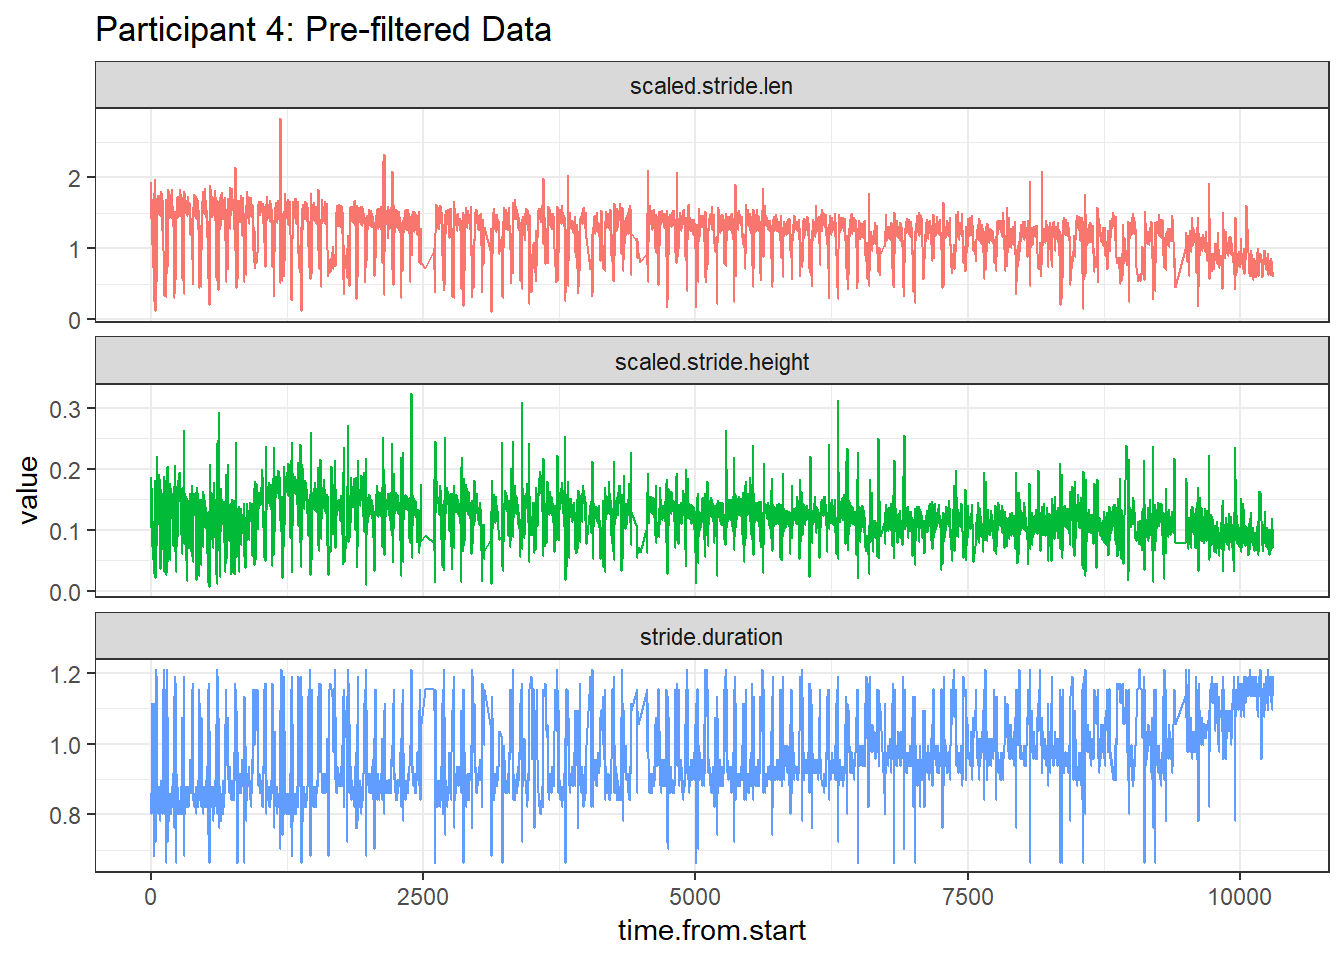 Participant 4: Pre-filtered Data
scaled.stride.len
2
1
0
scaled.stride.height
0.3
0.2
0.1
0.0
value
stride.duration
1.2
1.0
0.8
0 2500 5000 7500 10000
time.from.start